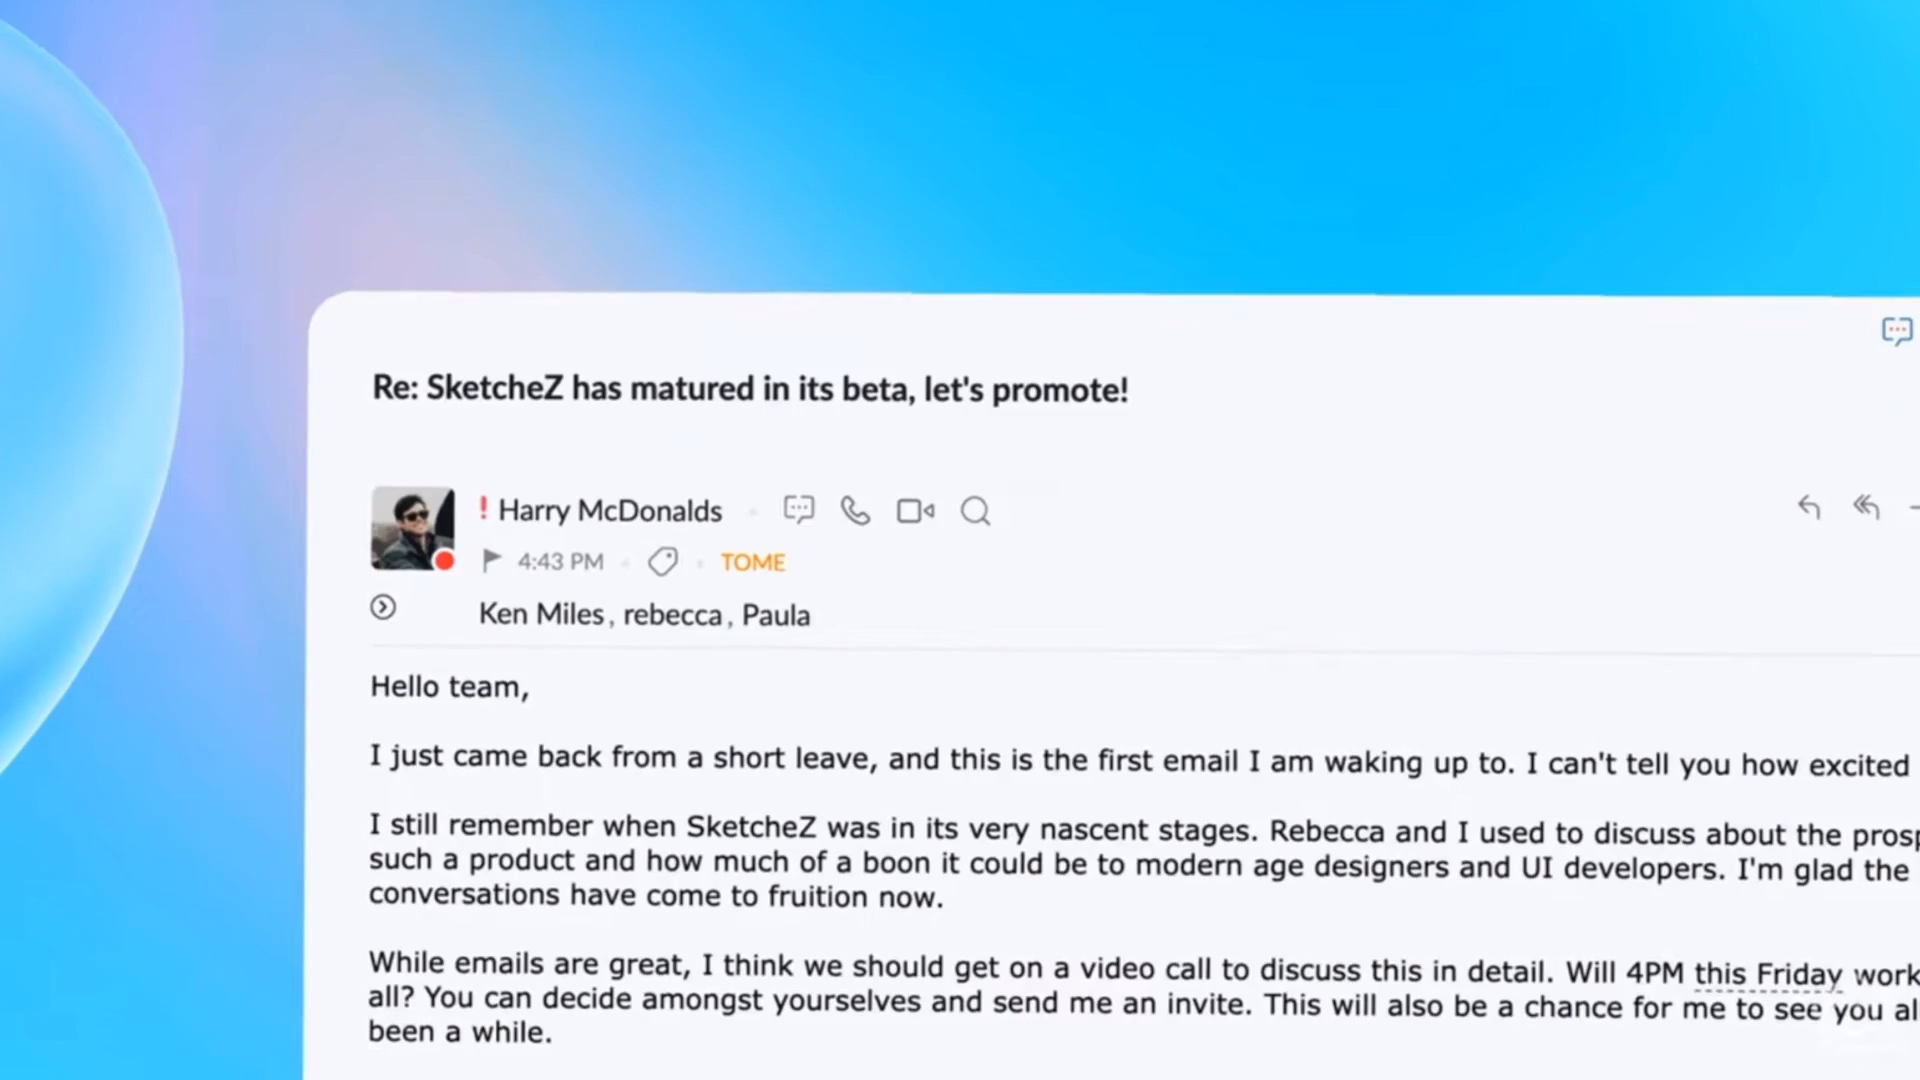 Re: SketcheZ has matured in its beta, let's promote!
! Harry McDonalds
4:43 PM TOME
Ken Miles, rebecca, Paula
Hello team,
I just came back from a short leave, and this is the first email I am waking up to. I can't tell you how excited
I still remember when SketcheZ was in its very nascent stages. Rebecca and I used to discuss about the
such a product and how much of a boon it could be to modern age designers and UI developers. I'm glad the
conversations have come to fruition now.
While emails are great, I think we should get on a video call to discuss this in detail. Will 4PM this Friday work
all? You can decide amongst yourselves and send me an invite. This will also be a chance for me to see you
been a while.